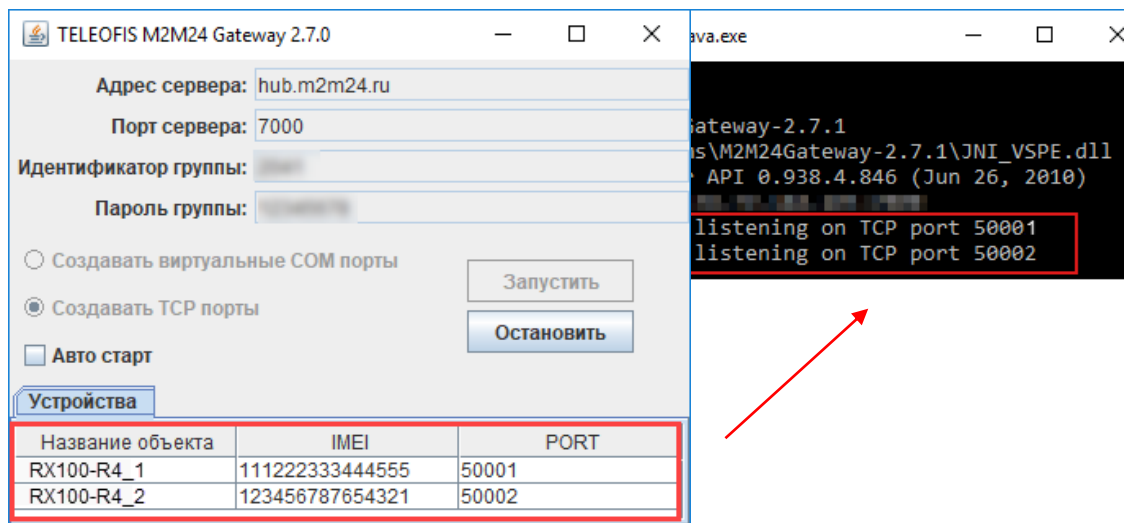 TELEOFIS M2M24 Gateway 2.7.0
Адрес сервера: hub.m2m24.ru
Порт сервера: 7000
Идентификатор группы:
Пароль группы:
Создавать виртуальные COM порты
Создавать TCP порты
Запустить
Остановить
Авто старт
Устройства
Название объекта IMEI PORT
RX100-R4_1 111222333444555 50001
RX100-R4_2 123456787654321 50002
ava.exe
Gateway-2.7.1
ns\M2M24Gateway-2.7.1\JNI_VSPE.dll
API 0.938.4.846 (Jun 26, 2010)
listening on TCP port 50001
listening on TCP port 50002